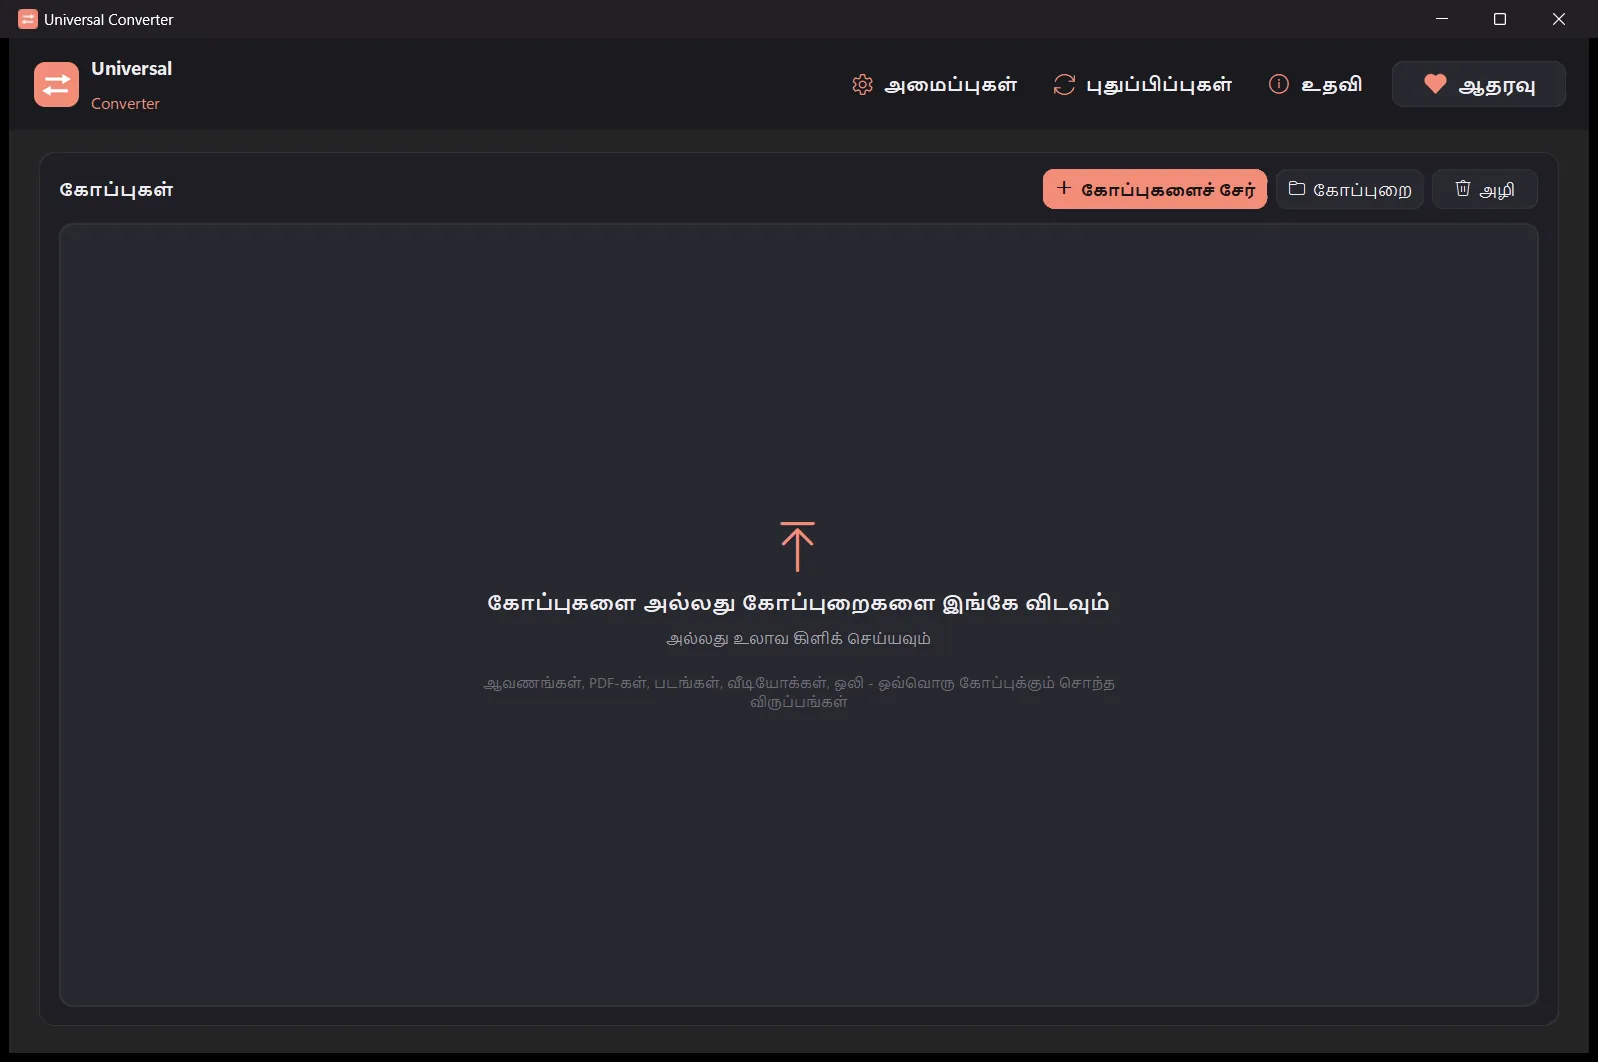 Universal Converter
Universal
Converter
அமைப்புகள்
புதுப்பிப்புகள்
உதவி
ஆதரவு
கோப்புகள்
+ கோப்புகளைச் சேர்
கோப்புறை
அழி
கோப்புகளை அல்லது கோப்புறைகளை இங்கே விடவும்
அல்லது உலாவ கிளிக் செய்யவும்
ஆவணங்கள், PDF-கள், படங்கள், வீடியோக்கள், ஒலி - ஒவ்வொரு கோப்புக்கும் சொந்த
விருப்பங்கள்